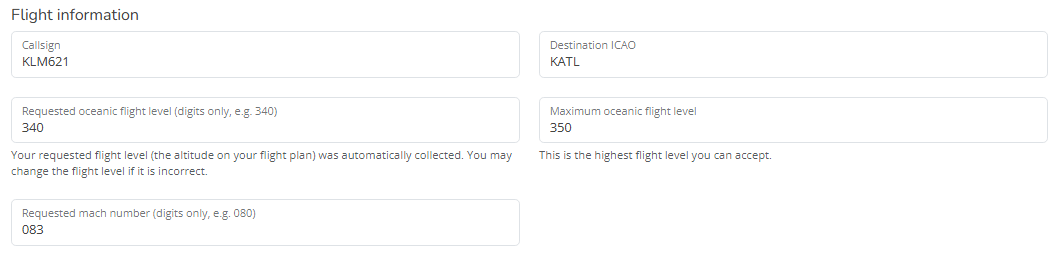 Flight information
Callsign
KLM621
Destination ICAO
KATL
Requested oceanic flight level (digits only, e.g. 340)
340
Maximum oceanic flight level
350
Your requested flight level (the altitude on your flight plan) was automatically collected. You may
change the flight level if it is incorrect.
This is the highest flight level you can accept.
Requested mach number (digits only, e.g. 080)
083